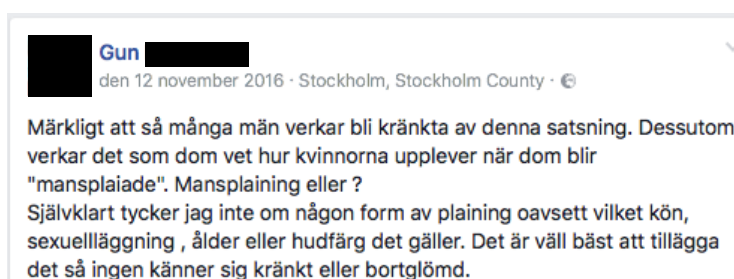 Gun
den 12 november 2016 · Stockholm, Stockholm County ·
Märkligt att så många män verkar bli kränkta av denna satsning. Dessutom
verkar det som dom vet hur kvinnorna upplever när dom blir
"mansplaiade". Mansplaining eller ?
Självklart tycker jag inte om någon form av plaining oavsett vilket kön,
sexuellläggning , ålder eller hudfärg det gäller. Det är väll bäst att tillägga
det så ingen känner sig kränkt eller bortglömd.